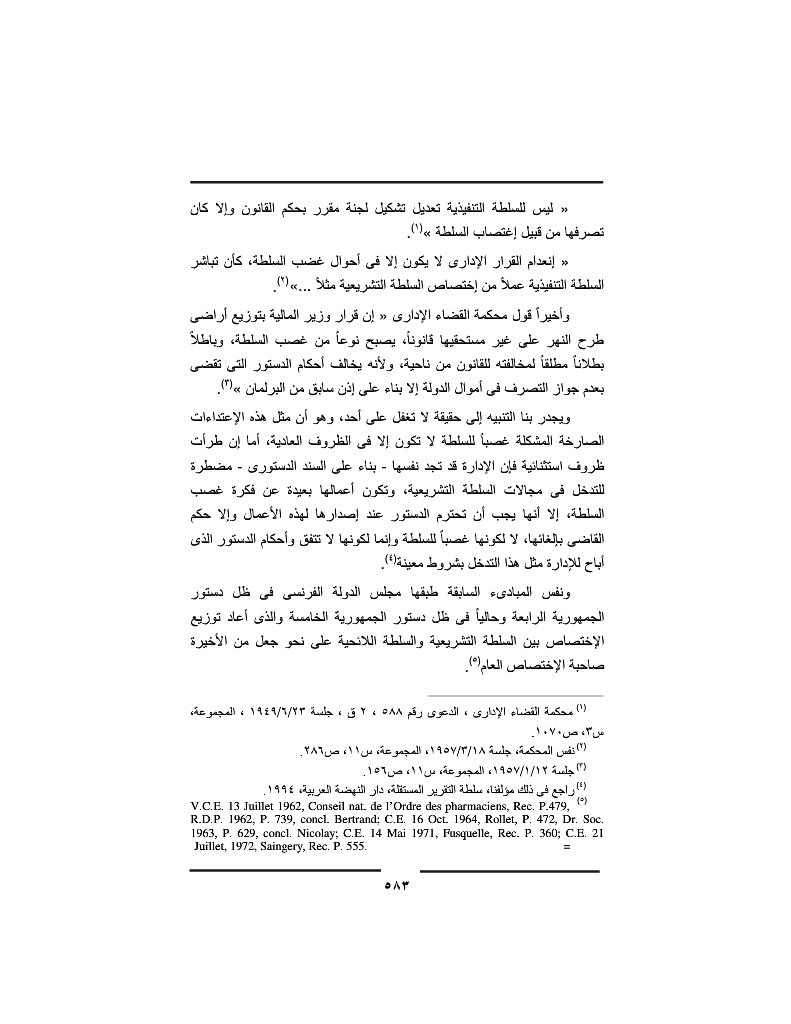 « ليس للسلطة التنفيذية تعديل تشكيل لجنة مقرر بحكم القانون وإلا كان
تصرفها من قبيل إغتصاب السلطة »(١).
« إنعدام القرار الإدارى لا يكون إلا فى أحوال غضب السلطة، كأن تباشر
السلطة التنفيذية عملاً من إختصاص السلطة التشريعية مثلاً ...»(٢).
وأخيراً قول محكمة القضاء الإدارى « إن قرار وزير المالية بتوزيع أراضى
طرح النهر على غير مستحقيها قانوناً، يصبح نوعاً من غصب السلطة، وباطلاً
بطلاناً مطلقاً لمخالفته للقانون من ناحية، ولأنه يخالف أحكام الدستور التى تقضى
بعدم جواز التصرف فى أموال الدولة إلا بناء على إذن سابق من البرلمان »(٣).
ويجدر بنا التنبيه إلى حقيقة لا تغفل على أحد، وهو أن مثل هذه الإعتداءات
الصارخة المشكلة غصباً للسلطة لا تكون إلا فى الظروف العادية، أما إن طرأت
ظروف استثنائية فإن الإدارة قد تجد نفسها - بناء على السند الدستورى - مضطرة
للتدخل فى مجالات السلطة التشريعية، وتكون أعمالها بعيدة عن فكرة غصب
السلطة، إلا أنها يجب أن تحترم الدستور عند إصدارها لهذه الأعمال وإلا حكم
القاضى بإلغائها، لا لكونها غصباً للسلطة وإنما لكونها لا تتفق وأحكام الدستور الذى
أباح للإدارة مثل هذا التدخل بشروط معينة(٤).
ونفس المبادىء السابقة طبقها مجلس الدولة الفرنسى فى ظل دستور
الجمهورية الرابعة وحالياً فى ظل دستور الجمهورية الخامسة والذى أعاد توزيع
الإختصاص بين السلطة التشريعية والسلطة اللائحية على نحو جعل من الأخيرة
صاحبة الإختصاص العام(٥).
(١) محكمة القضاء الإدارى ، الدعوى رقم ٥٨٨ ، ٢ ق ، جلسة ١٩٤٩/٦/٢٣ ، المجموعة،
س٣، ص١٠٧٠.
(٢) نفس المحكمة، جلسة ١٩٥٧/٣/١٨، المجموعة، س١١، ص٢٨٦.
(٣) جلسة ١٩٥٧/١/١٢، المجموعة، س١١، ص١٥٦.
(٤) راجع فى ذلك مؤلفنا، سلطة التقرير المستقلة، دار النهضة العربية، ١٩٩٤.
V.C.E. 13 Juillet 1962, Conseil nat. de l'Ordre des pharmaciens, Rec. P.479, (٥)
R.D.P. 1962, P. 739, concl. Bertrand; C.E. 16 Oct. 1964, Rollet, P. 472, Dr. Soc.
1963, P. 629, concl. Nicolay; C.E. 14 Mai 1971, Fusquelle, Rec. P. 360; C.E. 21
Juillet, 1972, Saingery, Rec. P. 555. =
٥٨٣